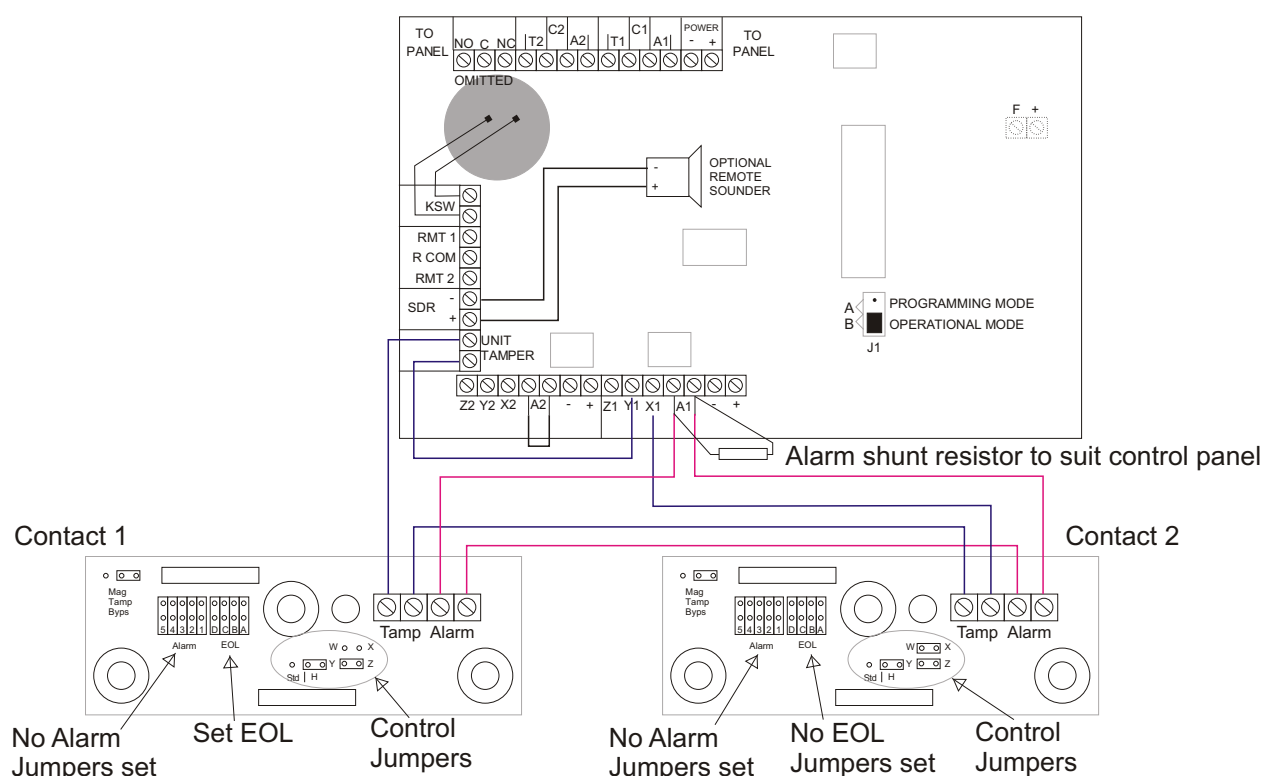 TO PANEL
NO C NC T2 C2 A2 T1 C1 A1 POWER - +
TO PANEL
OMITTED
F +
- +
OPTIONAL
REMOTE
SOUNDER
KSW
RMT 1
R COM
RMT 2
SDR - +
UNIT
TAMPER
A
B
PROGRAMMING MODE
OPERATIONAL MODE
J1
Z2 Y2 X2 A2 - + Z1 Y1 X1 A1 - +
Alarm shunt resistor to suit control panel
Contact 1
Mag
Tamp
Byps
5 4 3 2 1 D C B A
Alarm EOL
Tamp Alarm
W X
Y Z
Std H
No Alarm
Jumpers set
Set EOL
Control
Jumpers
Contact 2
Mag
Tamp
Byps
5 4 3 2 1 D C B A
Alarm EOL
Tamp Alarm
W X
Y Z
Std H
No Alarm
Jumpers set
No EOL
Jumpers set
Control
Jumpers